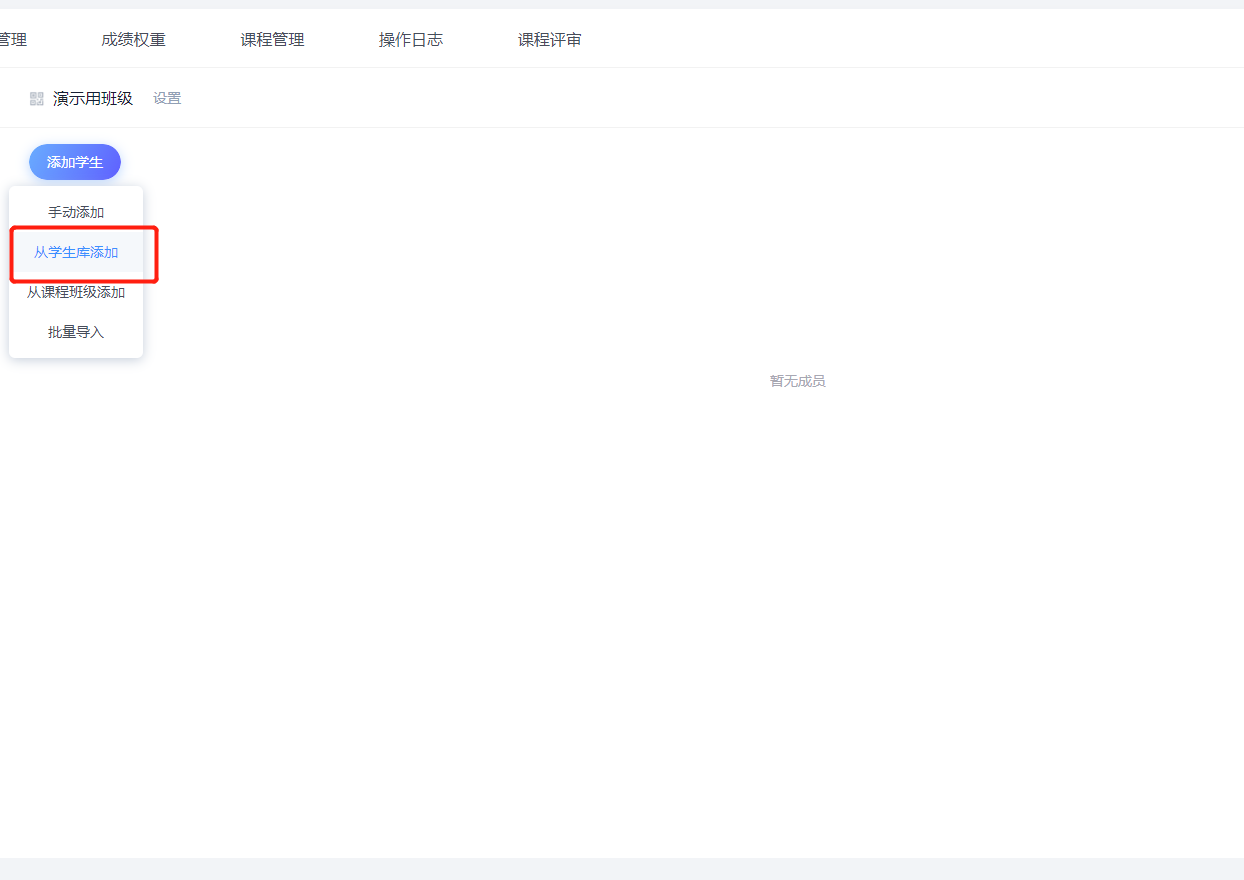 管理 成绩权重 课程管理 操作日志 课程评审
演示用班级 设置
添加学生
手动添加
从学生库添加
从课程班级添加
批量导入
暂无成员